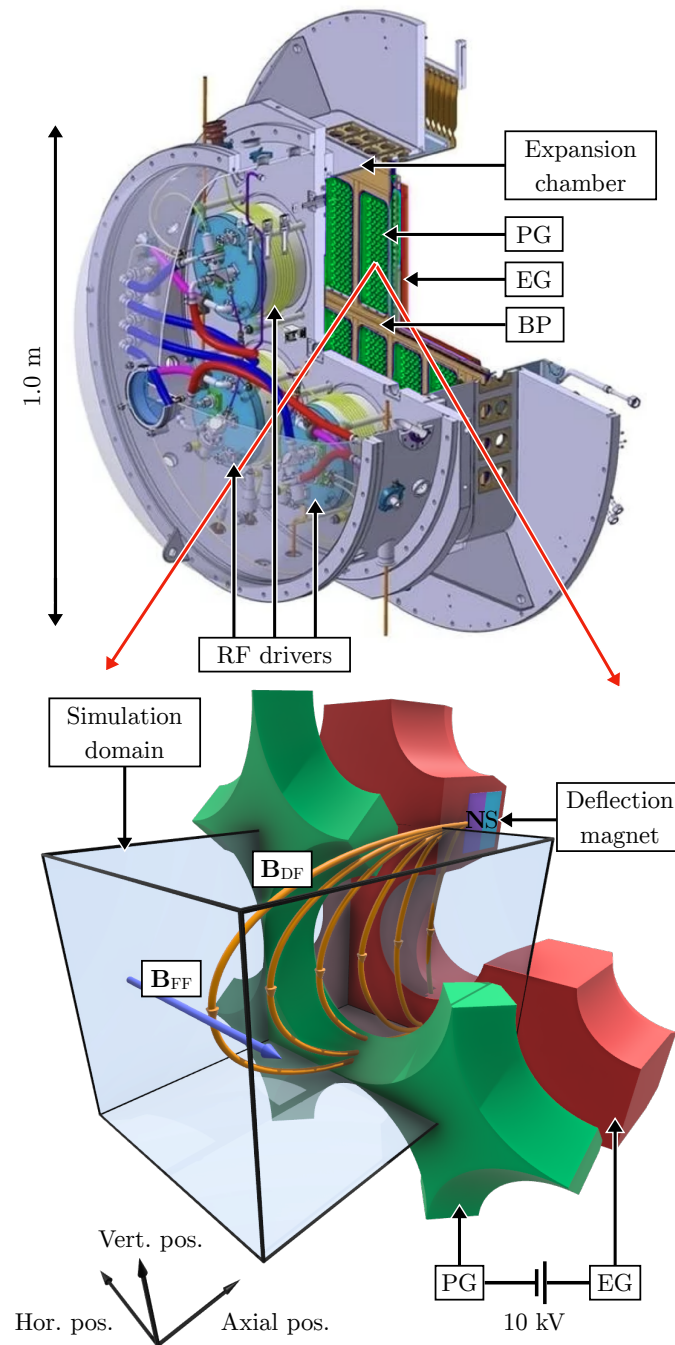 Expansion
chamber
PG
EG
BP
1.0 m
RF drivers
Simulation
domain
Deflection
magnet
NS
B_DF
B_FF
Vert. pos.
Hor. pos.
Axial pos.
PG
EG
10 kV